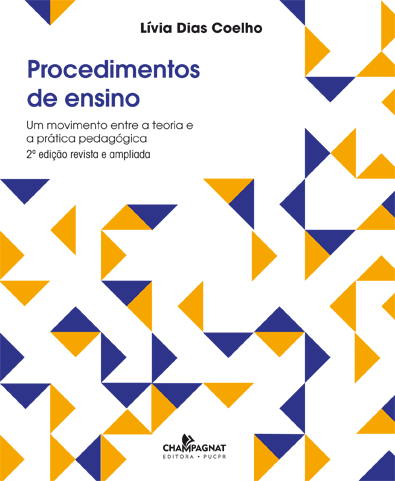 Lívia Dias Coelho
Procedimentos
de ensino
Um movimento entre a teoria e
a prática pedagógica
2ª edição revista e ampliada
CHAMPAGNAT
EDITORA • PUCPR